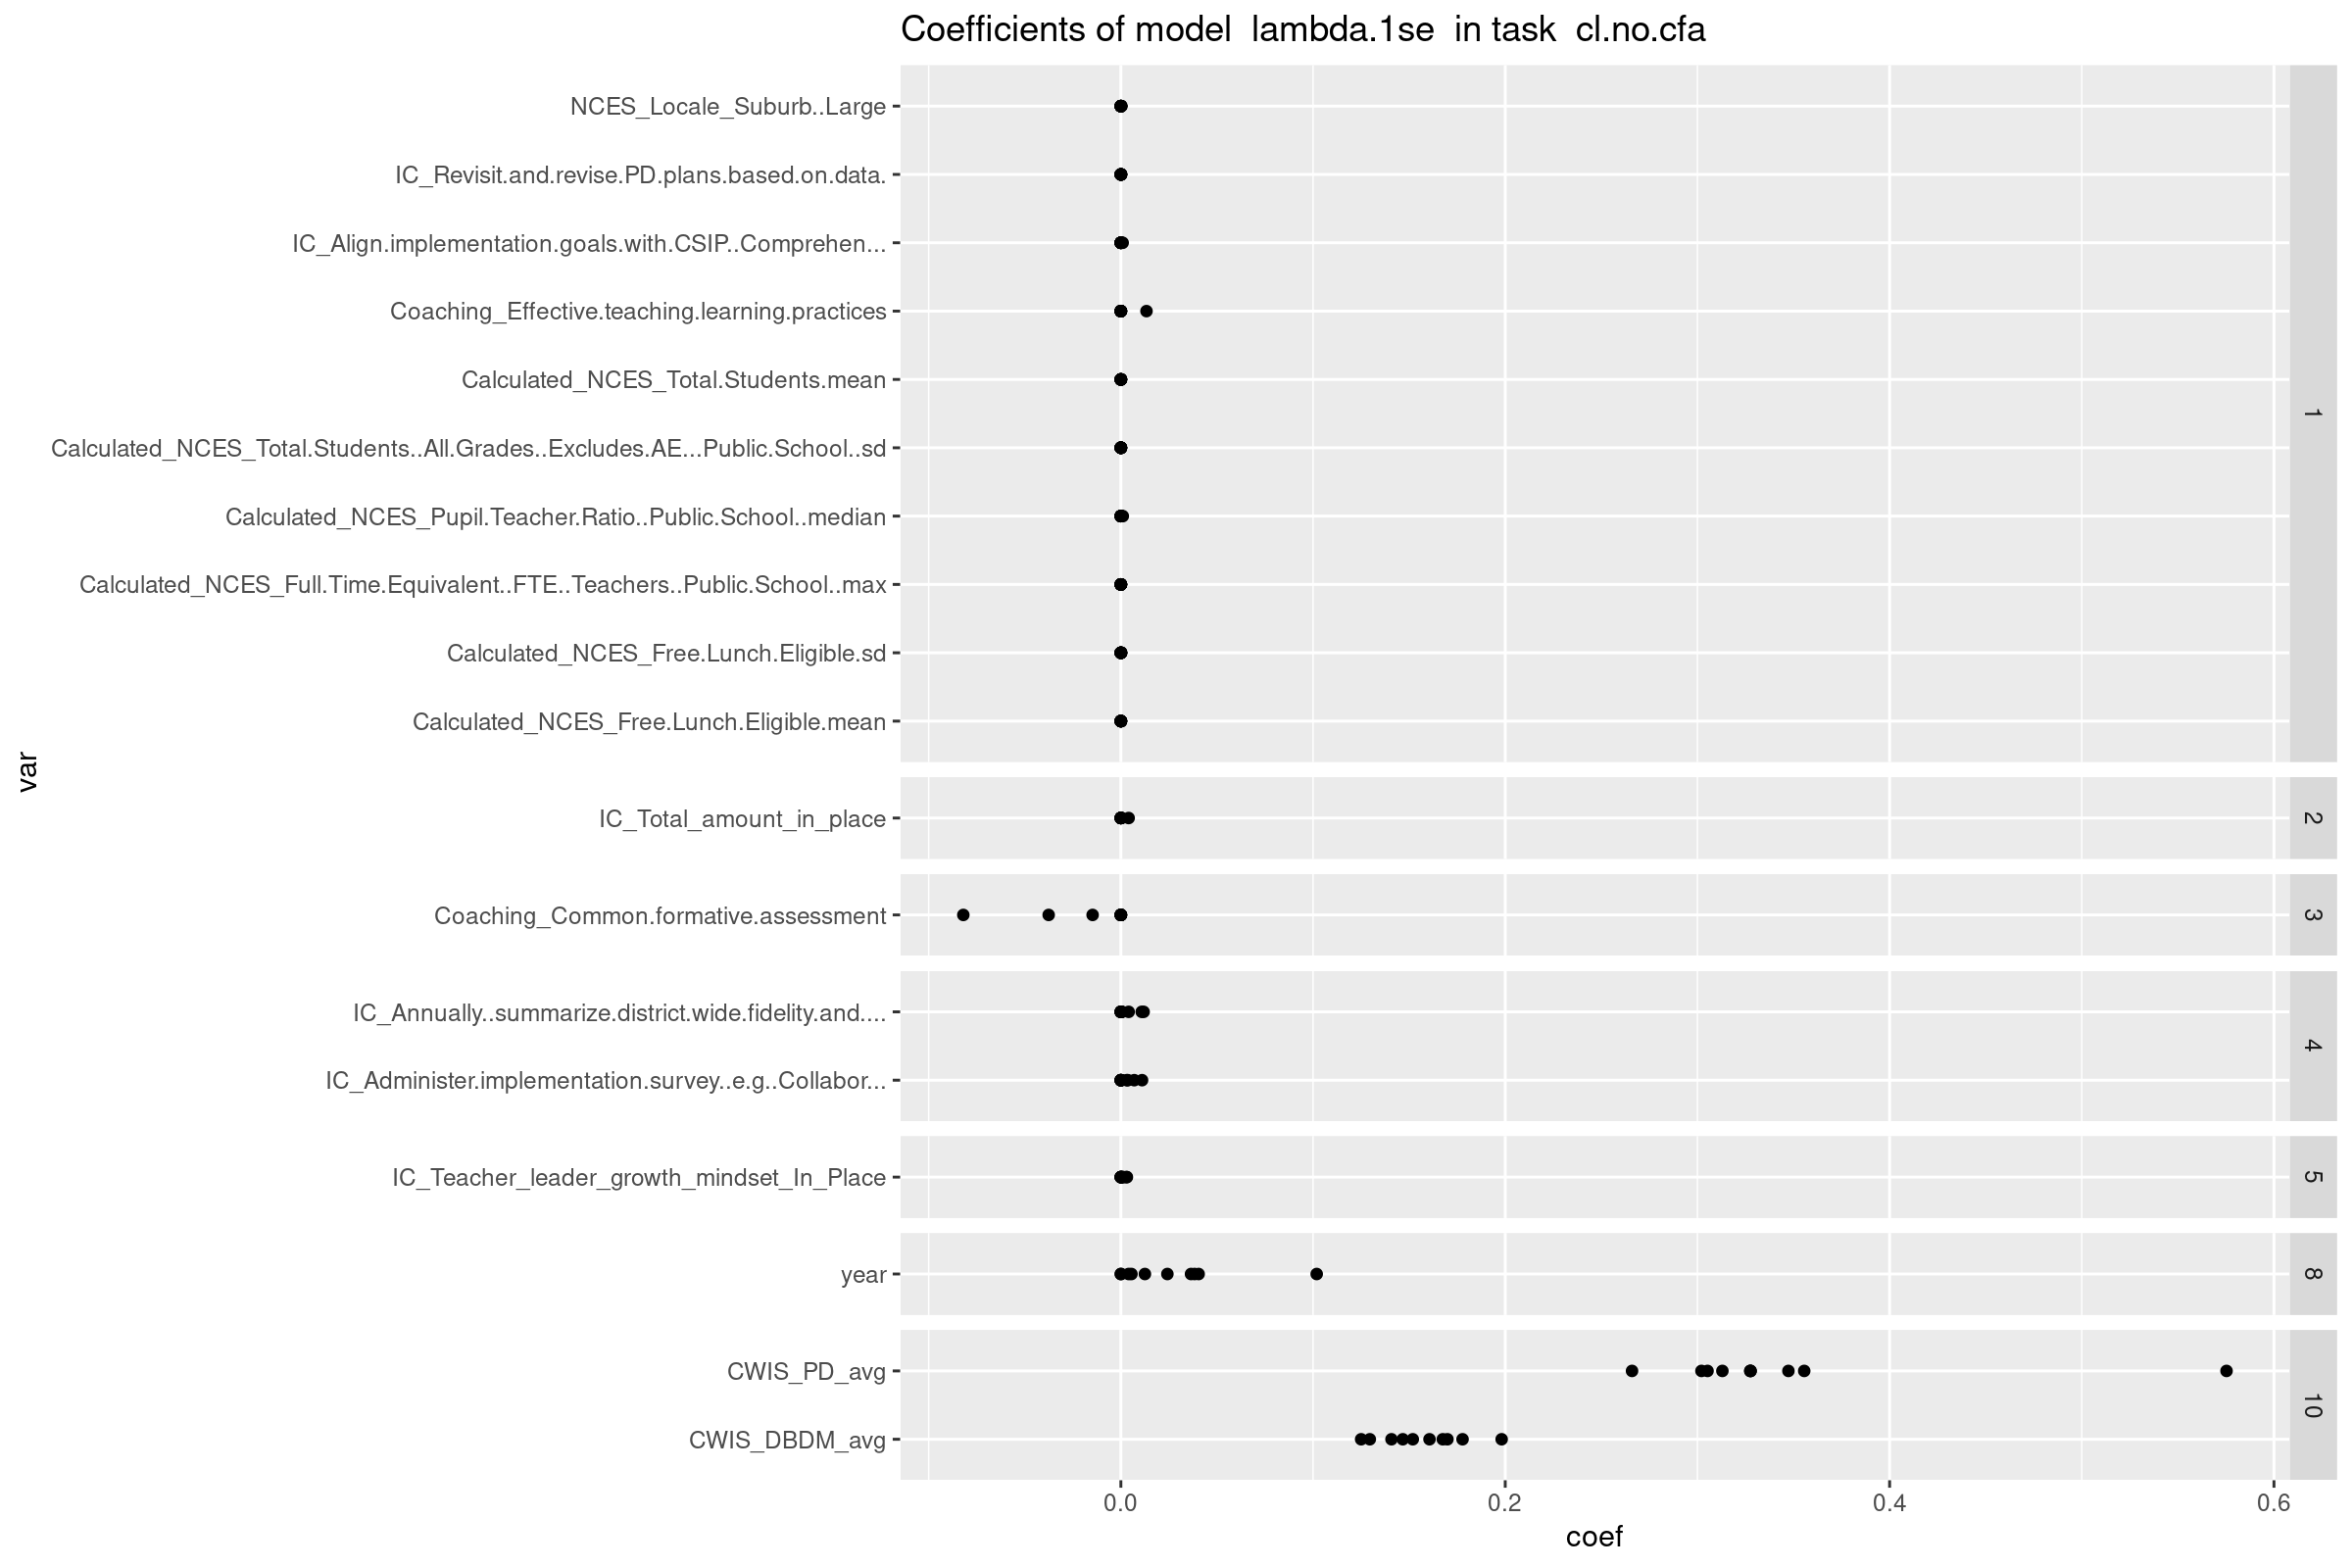 Coefficients of model  lambda.1se  in task  cl.no.cfa
NCES_Locale_Suburb..Large
IC_Revisit.and.revise.PD.plans.based.on.data.
IC_Align.implementation.goals.with.CSIP..Comprehen...
Coaching_Effective.teaching.learning.practices
Calculated_NCES_Total.Students.mean
Calculated_NCES_Total.Students..All.Grades..Excludes.AE...Public.School..sd
Calculated_NCES_Pupil.Teacher.Ratio..Public.School..median
Calculated_NCES_Full.Time.Equivalent..FTE..Teachers..Public.School..max
Calculated_NCES_Free.Lunch.Eligible.sd
Calculated_NCES_Free.Lunch.Eligible.mean
1
IC_Total_amount_in_place
2
Coaching_Common.formative.assessment
3
IC_Annually..summarize.district.wide.fidelity.and....
IC_Administer.implementation.survey..e.g..Collabor...
4
IC_Teacher_leader_growth_mindset_In_Place
5
year
8
CWIS_PD_avg
CWIS_DBDM_avg
10
var
0.0 0.2 0.4 0.6
coef